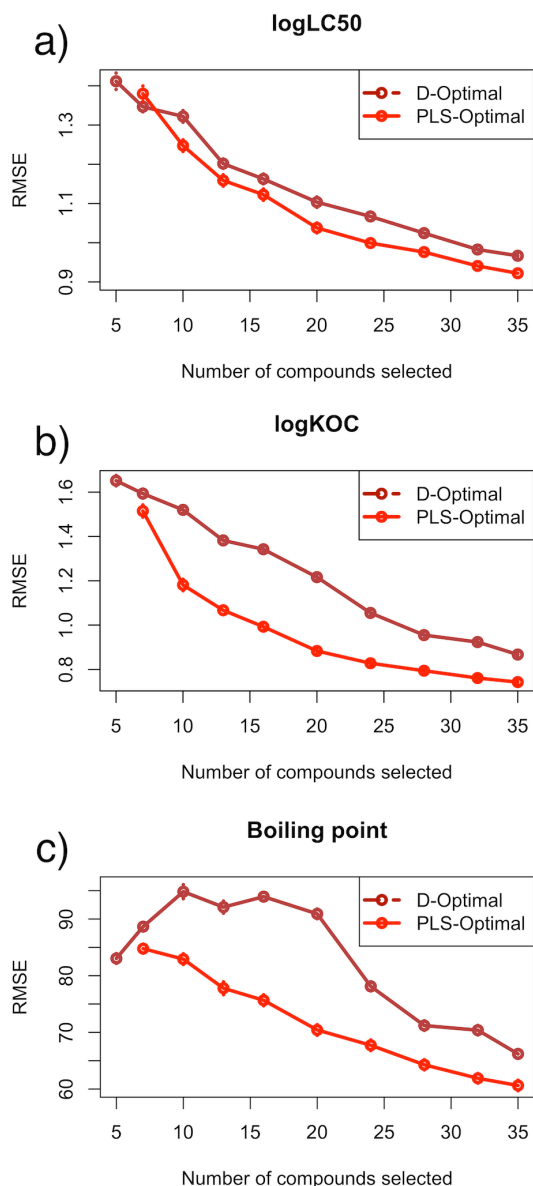 a)
logLC50
D-Optimal
PLS-Optimal
RMSE
0.9 1.1 1.3
5 10 15 20 25 30 35
Number of compounds selected
b)
logKOC
D-Optimal
PLS-Optimal
RMSE
0.8 1.0 1.2 1.4 1.6
5 10 15 20 25 30 35
Number of compounds selected
c)
Boiling point
D-Optimal
PLS-Optimal
RMSE
60 70 80 90
5 10 15 20 25 30 35
Number of compounds selected